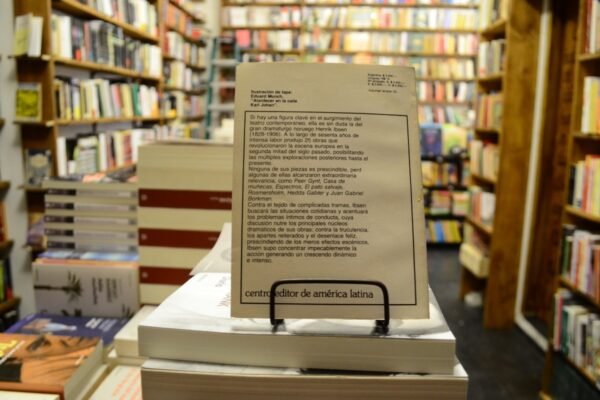 Ilustración de tapa:
Eduard Munch,
"Atardecer en la calle
Karl Johan".
Si hay una figura clave en el surgimiento del
teatro contemporáneo, ella es sin duda la del
gran dramaturgo noruego Henrik Ibsen
(1828-1906). A lo largo de sesenta años de
intensa labor produjo 26 obras que
revolucionaron la escena europea en la
segunda mitad del siglo pasado, posibilitando
las múltiples exploraciones posteriores hasta el
presente.
Ninguna de sus piezas es prescindible, pero
algunas de ellas alcanzaron extraordinaria
relevancia, como Peer Gynt, Casa de
muñecas, Espectros, El pato salvaje,
Rosmersholm, Hedda Gabler y Juan Gabriel
Borkman.
Contra el tejido de complicadas tramas, Ibsen
buscará las situaciones cotidianas y acentuará
los problemas íntimos de conducta, cuya
discusión nutre los principales núcleos
dramáticos de sus obras; contra la truculencia,
los apartes reiterados y el desenlace feliz,
prescindiendo de los meros efectos escénicos,
Ibsen supo concentrar impecablemente la
acción generando un crescendo dinámico
e intenso.
centro editor de américa latina